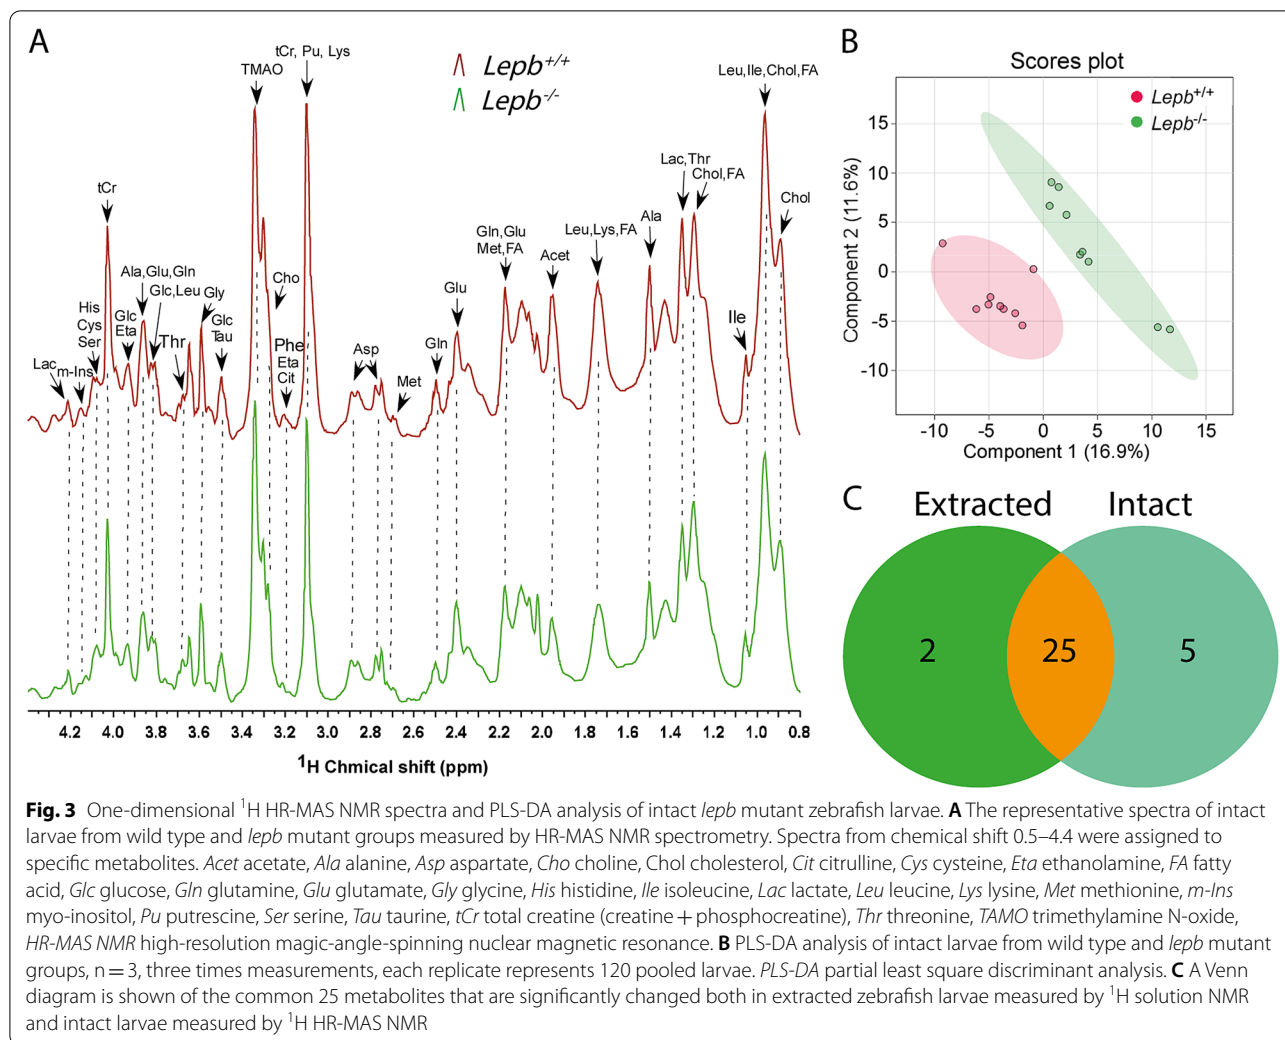 A
Lepb+/+
Lepb-/-
tCr, Pu, Lys
TMAO
Leu,Ile,Chol,FA
Lac,Thr
Chol,FA
tCr
Chol
Gln,Glu
Met,FA
Leu,Lys,FA
Ala
Acet
Ala,Glu,Gln
Glc,Leu
Gly
Cho
Glu
His
Cys
Ser
Glc
Eta
Thr
Glc
Tau
Phe
Eta
Cit
Asp
Gln
Met
Ile
Lac
m-Ins
4.2 4.0 3.8 3.6 3.4 3.2 3.0 2.8 2.6 2.4 2.2 2.0 1.8 1.6 1.4 1.2 1.0 0.8
1H Chmical shift (ppm)
B
Scores plot
Lepb+/+
Lepb-/-
Component 2 (11.6%)
15
10
5
0
-5
-10
-10 -5 0 5 10 15
Component 1 (16.9%)
C
Extracted Intact
2 25 5
Fig. 3 One-dimensional 1H HR-MAS NMR spectra and PLS-DA analysis of intact lepb mutant zebrafish larvae. A The representative spectra of intact
larvae from wild type and lepb mutant groups measured by HR-MAS NMR spectrometry. Spectra from chemical shift 0.5–4.4 were assigned to
specific metabolites. Acet acetate, Ala alanine, Asp aspartate, Cho choline, Chol cholesterol, Cit citrulline, Cys cysteine, Eta ethanolamine, FA fatty
acid, Glc glucose, Gln glutamine, Glu glutamate, Gly glycine, His histidine, Ile isoleucine, Lac lactate, Leu leucine, Lys lysine, Met methionine, m-Ins
myo-inositol, Pu putrescine, Ser serine, Tau taurine, tCr total creatine (creatine + phosphocreatine), Thr threonine, TAMO trimethylamine N-oxide,
HR-MAS NMR high-resolution magic-angle-spinning nuclear magnetic resonance. B PLS-DA analysis of intact larvae from wild type and lepb mutant
groups, n = 3, three times measurements, each replicate represents 120 pooled larvae. PLS-DA partial least square discriminant analysis. C A Venn
diagram is shown of the common 25 metabolites that are significantly changed both in extracted zebrafish larvae measured by 1H solution NMR
and intact larvae measured by 1H HR-MAS NMR